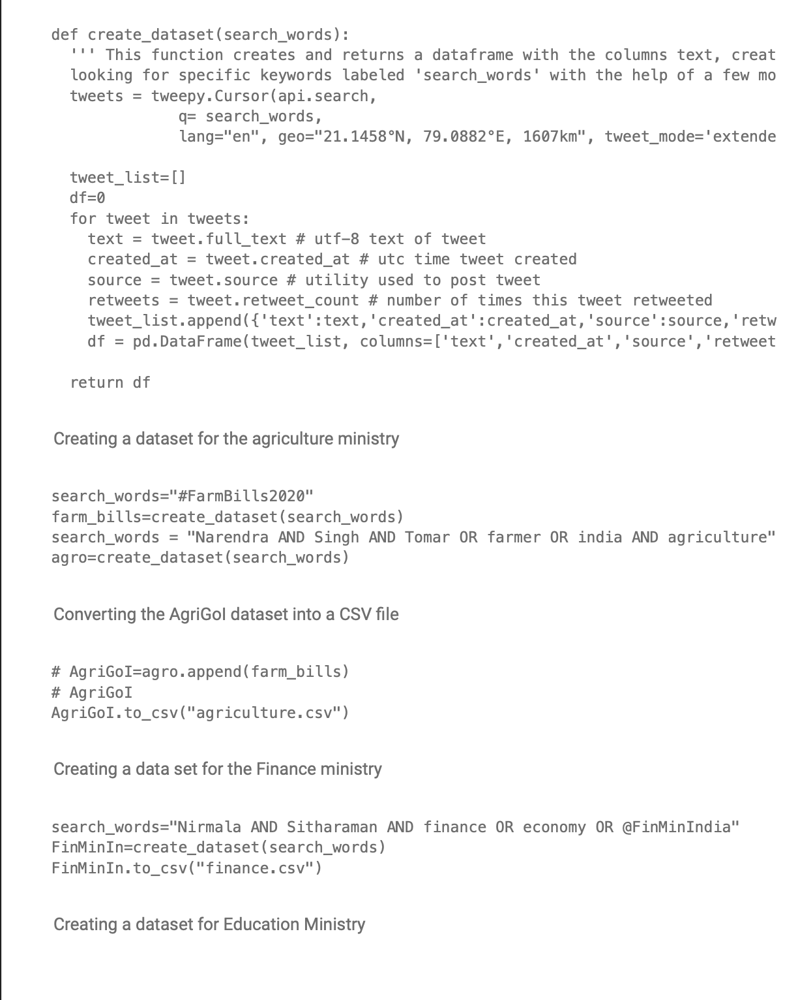 def create_dataset(search_words):
  ''' This function creates and returns a dataframe with the columns text, creat
  looking for specific keywords labeled 'search_words' with the help of a few mo
  tweets = tweepy.Cursor(api.search,
              q= search_words,
              lang="en", geo="21.1458°N, 79.0882°E, 1607km", tweet_mode='extende
  tweet_list=[]
  df=0
  for tweet in tweets:
    text = tweet.full_text # utf-8 text of tweet
    created_at = tweet.created_at # utc time tweet created
    source = tweet.source # utility used to post tweet
    retweets = tweet.retweet_count # number of times this tweet retweeted
    tweet_list.append({'text':text,'created_at':created_at,'source':source,'retw
    df = pd.DataFrame(tweet_list, columns=['text','created_at','source','retweet
  return df
Creating a dataset for the agriculture ministry
search_words="#FarmBills2020"
farm_bills=create_dataset(search_words)
search_words = "Narendra AND Singh AND Tomar OR farmer OR india AND agriculture"
agro=create_dataset(search_words)
Converting the AgriGoI dataset into a CSV file
# AgriGoI=agro.append(farm_bills)
# AgriGoI
AgriGoI.to_csv("agriculture.csv")
Creating a data set for the Finance ministry
search_words="Nirmala AND Sitharaman AND finance OR economy OR @FinMinIndia"
FinMinIn=create_dataset(search_words)
FinMinIn.to_csv("finance.csv")
Creating a dataset for Education Ministry